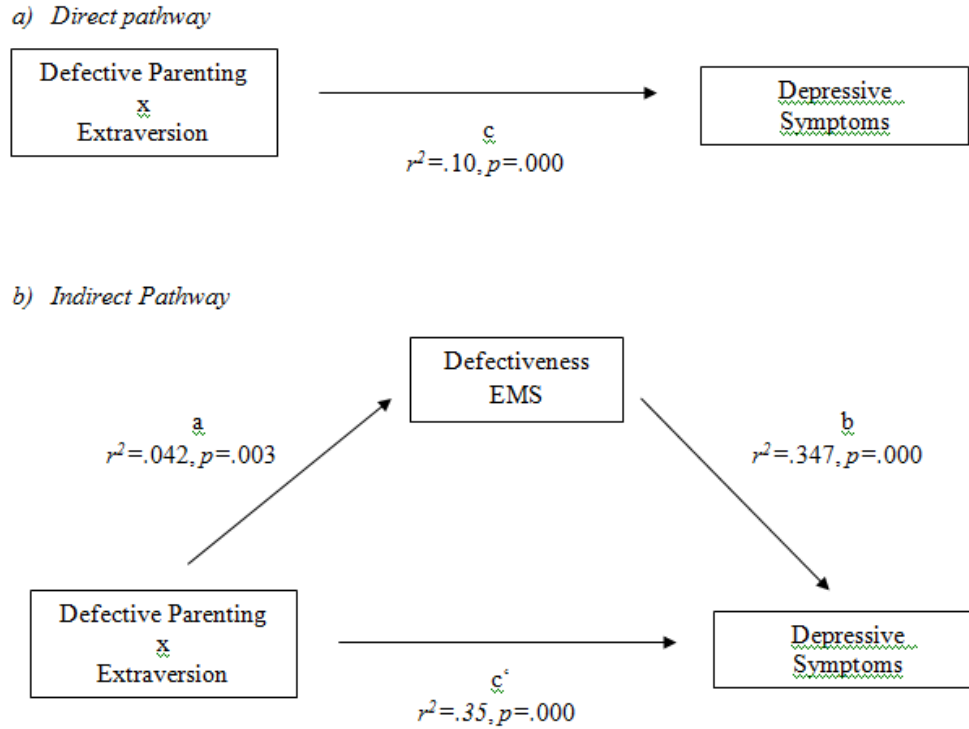 a) Direct pathway
Defective Parenting
x
Extraversion
Depressive
Symptoms
c
r²=.10, p=.000
b) Indirect Pathway
Defectiveness
EMS
a
r²=.042, p=.003
b
r²=.347, p=.000
Defective Parenting
x
Extraversion
Depressive
Symptoms
c‘
r²=.35, p=.000